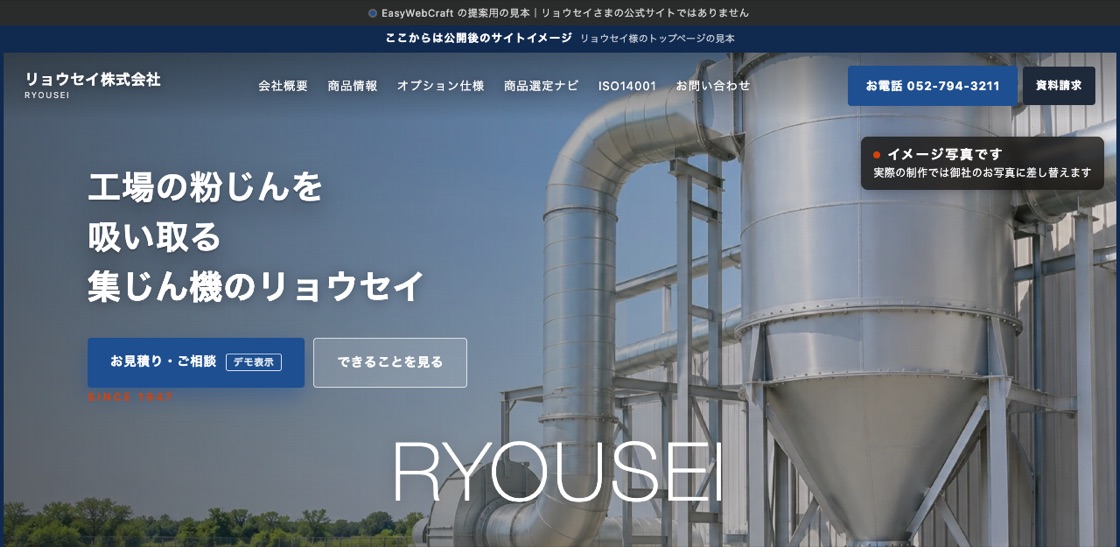 EasyWebCraft の提案用の見本｜リョウセイさまの公式サイトではありません
ここからは公開後のサイトイメージ リョウセイ様のトップページの見本
リョウセイ株式会社
RYOUSEI
会社概要 商品情報 オプション仕様 商品選定ナビ ISO14001 お問い合わせ
お電話 052-794-3211
資料請求
イメージ写真です
実際の制作では御社のお写真に差し替えます
工場の粉じんを
吸い取る
集じん機のリョウセイ
お見積り・ご相談 デモ表示
できることを見る
SINCE
RYOUSEI